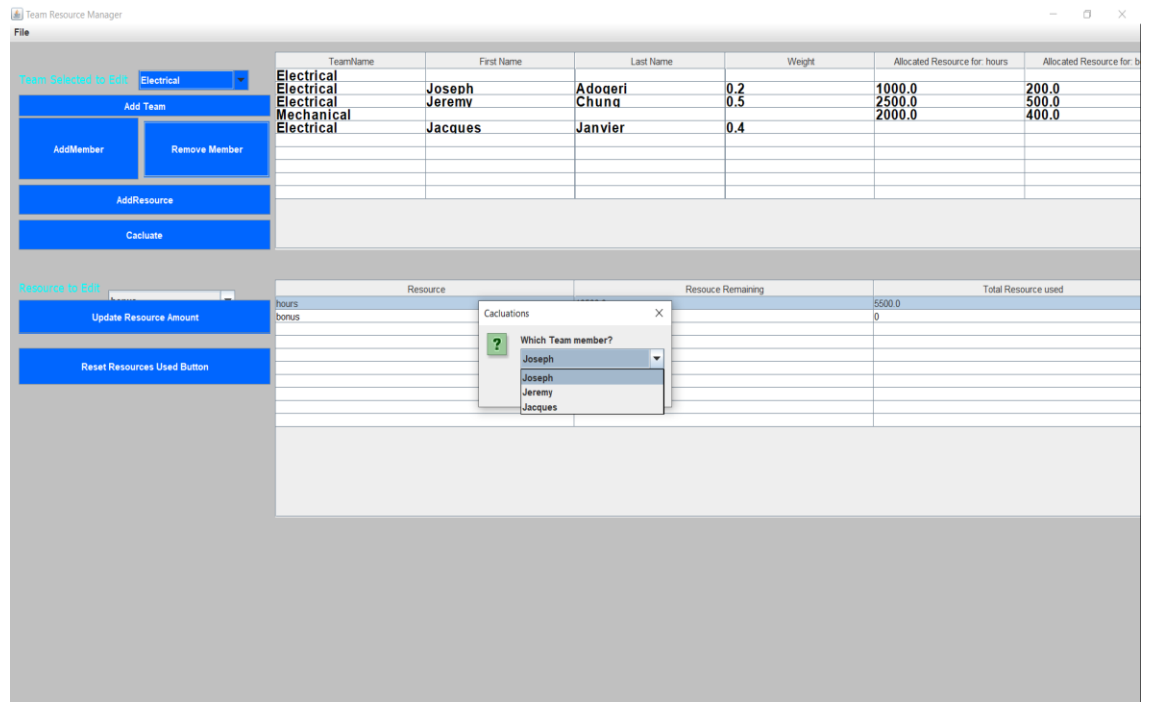 Team Resource Manager
File
TeamName First Name Last Name Weight Allocated Resource for: hours Allocated Resource for: b
Team Selected to Edit Electrical
Electrical
Electrical Joseph Adogeri 0.2 1000.0 200.0
Electrical Jeremy Chung 0.5 2500.0 500.0
Mechanical 2000.0 400.0
Electrical Jacques Janvier 0.4
Add Team
AddMember Remove Member
AddResource
Cacluate
Resource to Edit
Resource Resouce Remaining Total Resource used
hours 5500.0
bonus 0
Update Resource Amount
Reset Resources Used Button
Cacluations
? Which Team member?
Joseph
Joseph
Jeremy
Jacques